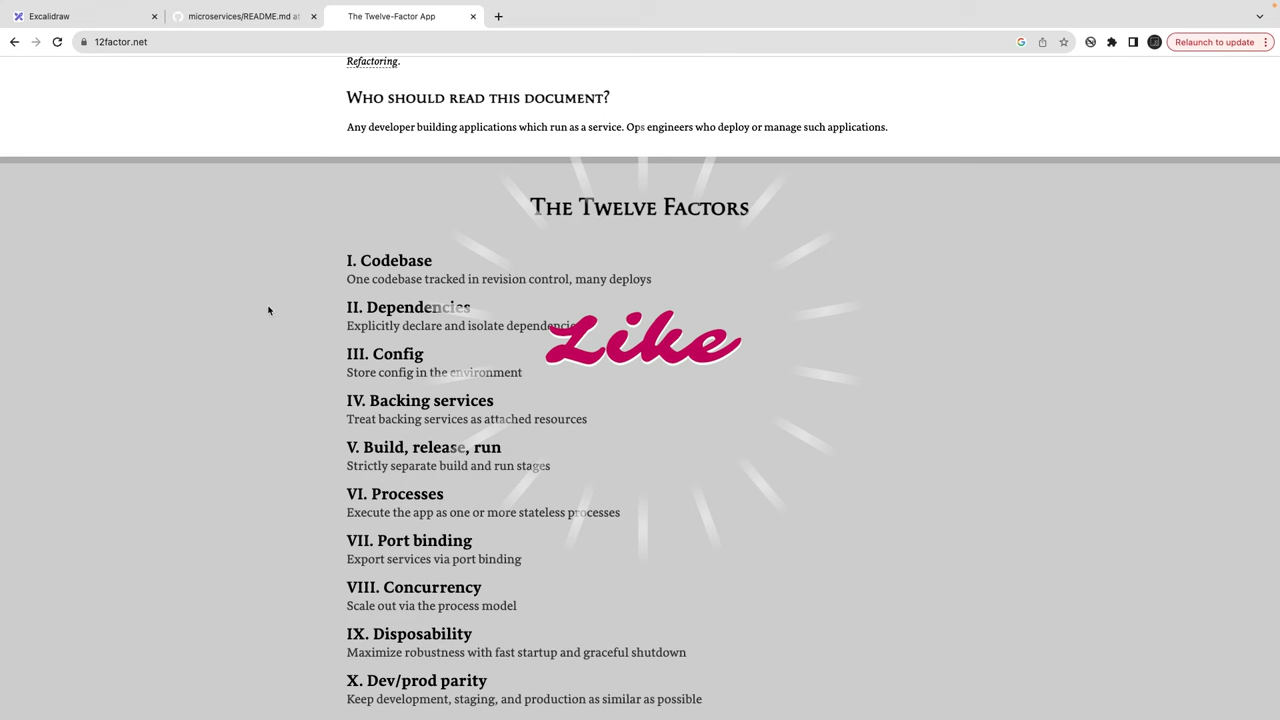 Excalidraw
microservices/README.md at
The Twelve-Factor App
12factor.net
Relaunch to update
Refactoring.
Who should read this document?
Any developer building applications which run as a service. Ops engineers who deploy or manage such applications.
The Twelve Factors
I. Codebase
One codebase tracked in revision control, many deploys
II. Dependencies
Explicitly declare and isolate dependencies
Like
III. Config
Store config in the environment
IV. Backing services
Treat backing services as attached resources
V. Build, release, run
Strictly separate build and run stages
VI. Processes
Execute the app as one or more stateless processes
VII. Port binding
Export services via port binding
VIII. Concurrency
Scale out via the process model
IX. Disposability
Maximize robustness with fast startup and graceful shutdown
X. Dev/prod parity
Keep development, staging, and production as similar as possible